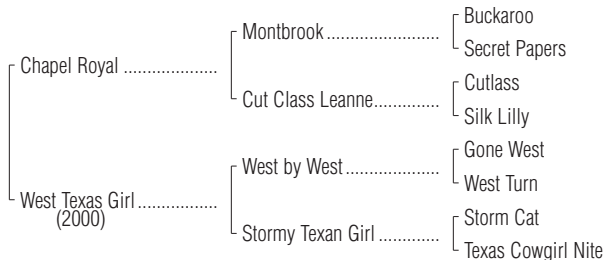 Buckaroo
Montbrook ........................
Secret Papers
Chapel Royal ....................
Cutlass
Cut Class Leanne..............
Silk Lilly
Gone West
West by West....................
West Turn
West Texas Girl .................
(2000)
Storm Cat
Stormy Texan Girl .............
Texas Cowgirl Nite